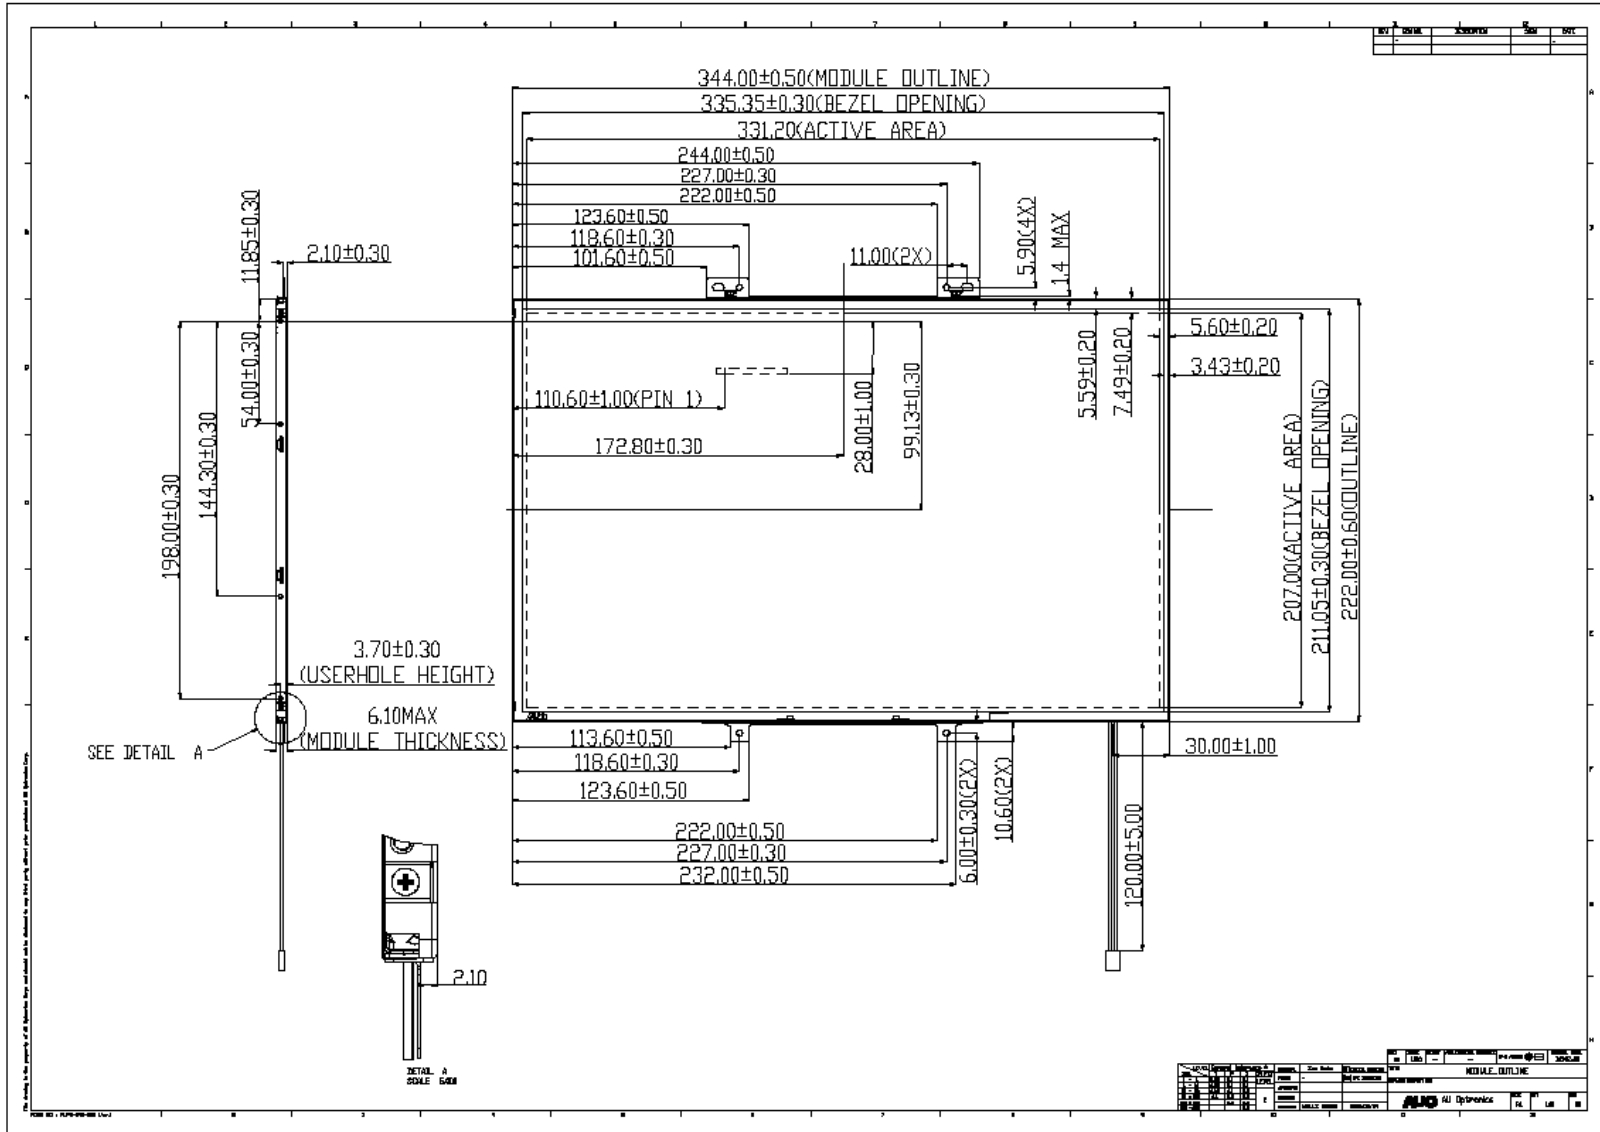 344.00±0.50(MODULE OUTLINE)
335.35±0.30(BEZEL OPENING)
331.20(ACTIVE AREA)
244.00±0.50
227.00±0.30
222.00±0.50
123.60±0.50
118.60±0.30
101.60±0.50
11.00(2X)
5.90(4X)
1.4 MAX
11.85±0.30
2.10±0.30
54.00±0.30
144.30±0.30
198.00±0.30
110.60±1.00(PIN 1)
172.80±0.30
28.00±1.00
99.13±0.30
5.59±0.20
7.49±0.20
5.60±0.20
3.43±0.20
207.00(ACTIVE AREA)
211.05±0.30(BEZEL OPENING)
222.00±0.60(OUTLINE)
3.70±0.30
(USERHOLE HEIGHT)
6.10MAX
(MODULE THICKNESS)
SEE DETAIL A
113.60±0.50
118.60±0.30
123.60±0.50
222.00±0.50
227.00±0.30
232.00±0.50
6.00±0.30(2X)
10.60(2X)
30.00±1.00
120.00±5.00
2.10
DETAIL A
MODULE OUTLINE
AUO AU Optronics